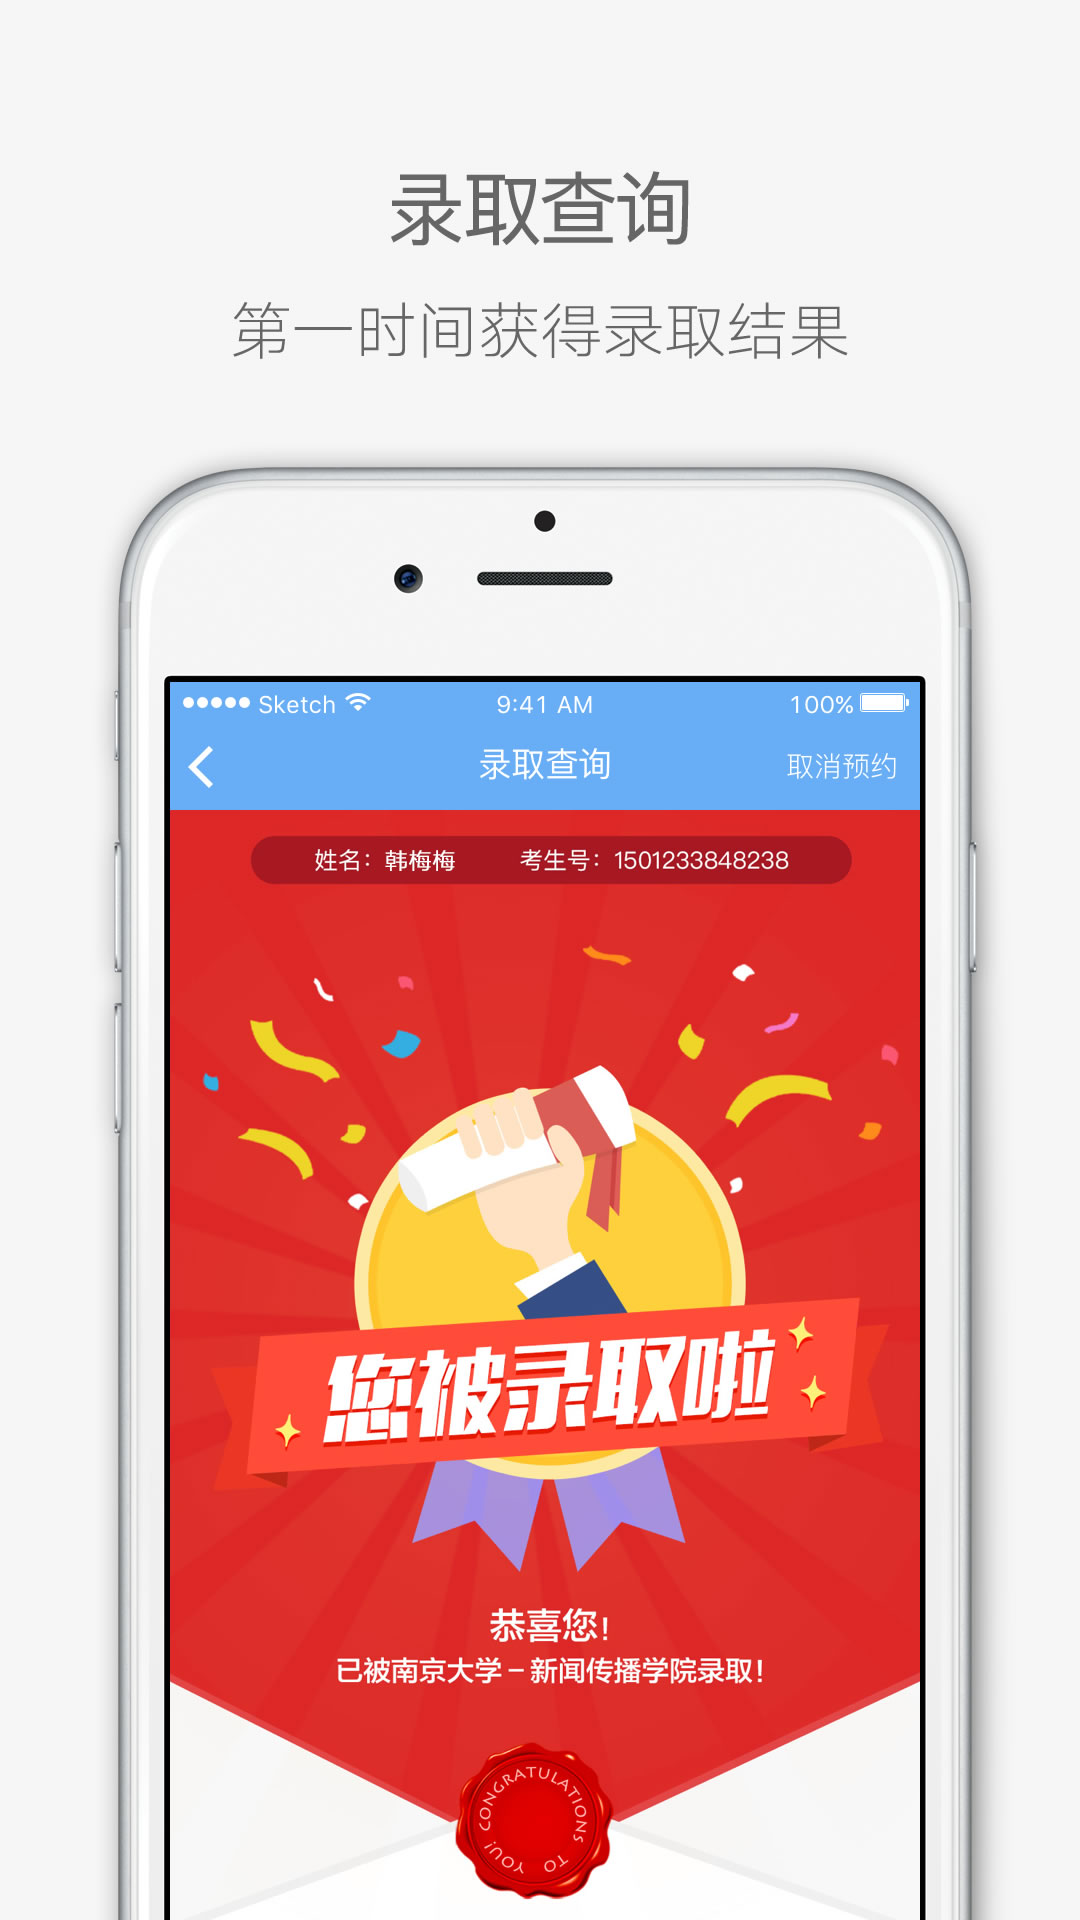 录取查询
第一时间获得录取结果
Sketch 9:41 AM 100%
录取查询 取消预约
姓名：韩梅梅 考生号：1501233848238
您被录取啦
恭喜您！
已被南京大学－新闻传播学院录取！
CONGRATULATIONS TO YOU!